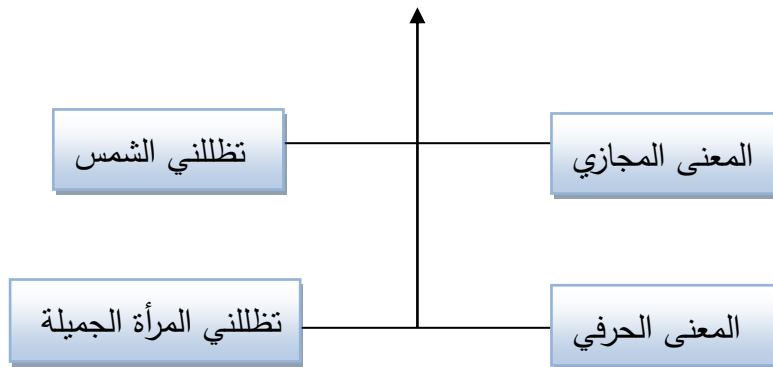 المعنى المجازي
تظللني الشمس
المعنى الحرفي
تظللني المرأة الجميلة